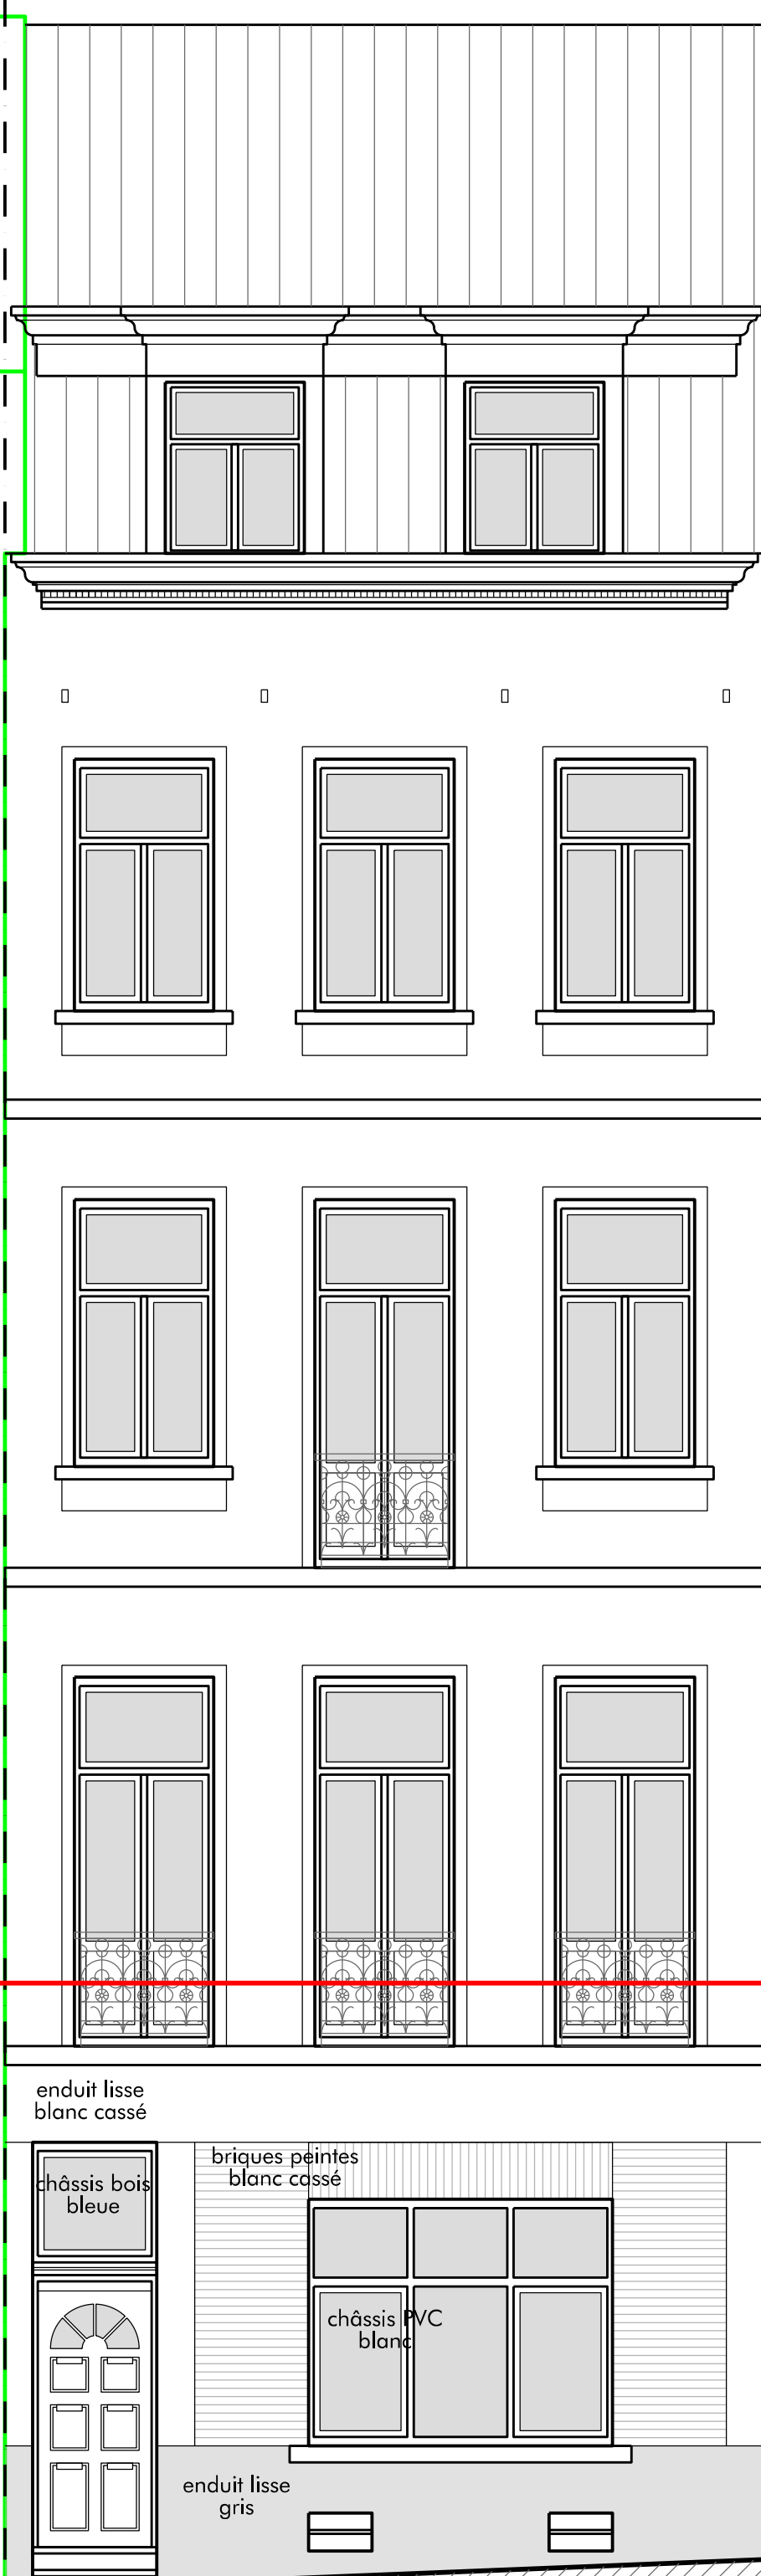 enduit lisse
blanc cassé
briques peintes
blanc cassé
châssis bois
bleue
châssis PVC
blanc
enduit lisse
gris